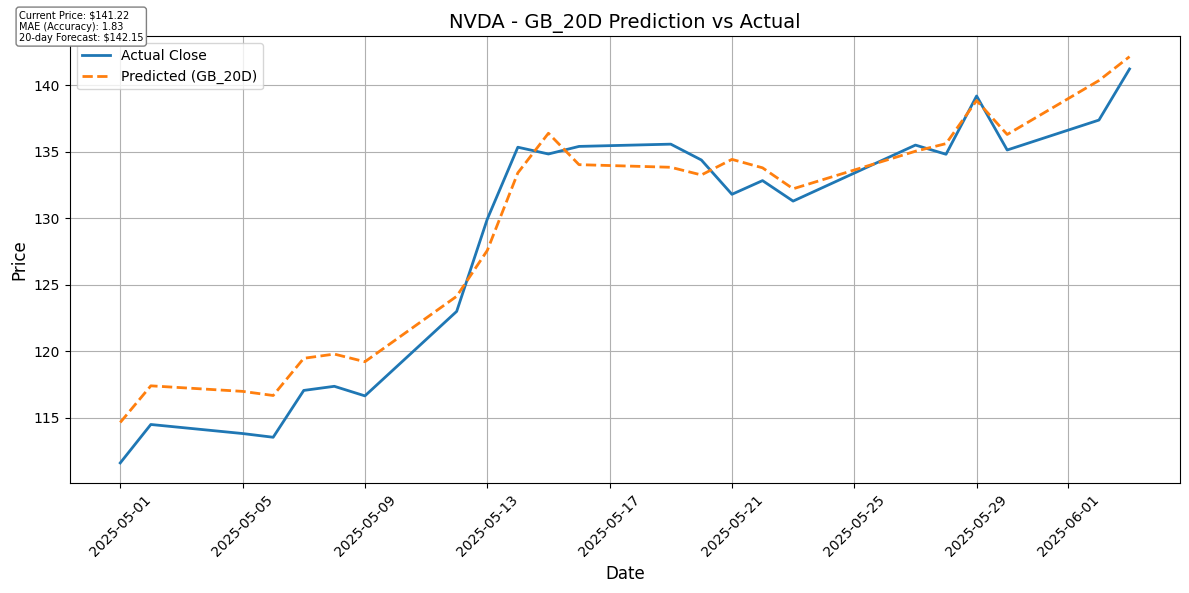 NVDA - GB_20D Prediction vs Actual
Current Price: $141.22
MAE (Accuracy): 1.83
20-day Forecast: $142.15
Actual Close
Predicted (GB_20D)
Price
140
135
130
125
120
115
2025-05-01
2025-05-05
2025-05-09
2025-05-13
2025-05-17
2025-05-21
2025-05-25
2025-05-29
2025-06-01
Date